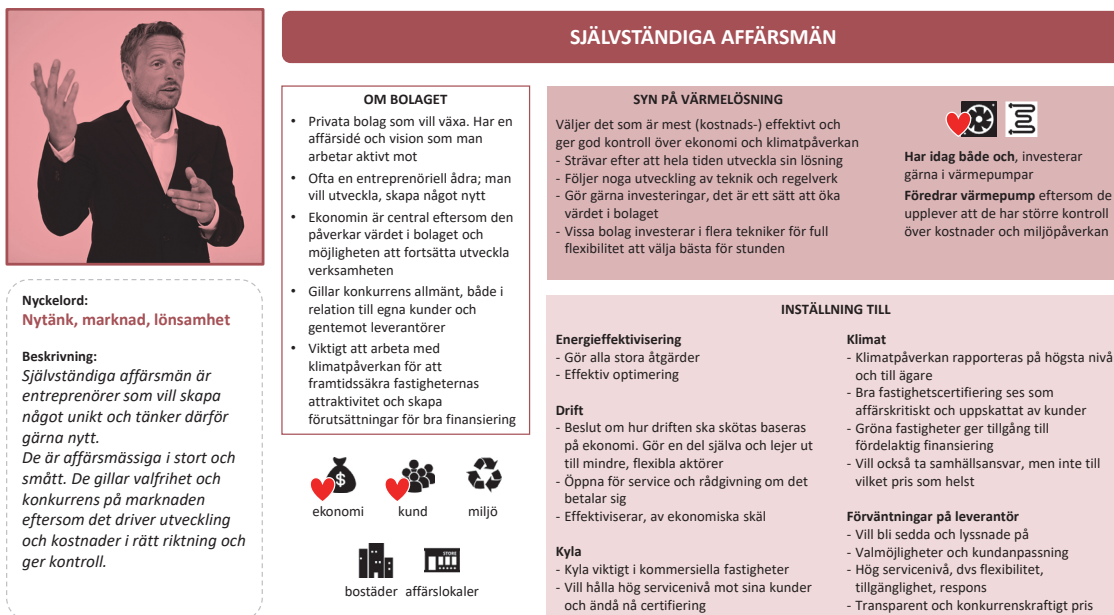 SJÄLVSTÄNDIGA AFFÄRSMÄN
Nyckelord:
Nytänk, marknad, lönsamhet
Beskrivning:
Självständiga affärsmän är
entreprenörer som vill skapa
något unikt och tänker därför
gärna nytt.
De är affärsmässiga i stort och
smått. De gillar valfrihet och
konkurrens på marknaden
eftersom det driver utveckling
och kostnader i rätt riktning och
ger kontroll.
OM BOLAGET
• Privata bolag som vill växa. Har en
affärsidé och vision som man
arbetar aktivt mot
• Ofta en entreprenöriell ådra; man
vill utveckla, skapa något nytt
• Ekonomin är central eftersom den
påverkar värdet i bolaget och
möjligheten att fortsätta utveckla
verksamheten
• Gillar konkurrens allmänt, både i
relation till egna kunder och
gentemot leverantörer
• Viktigt att arbeta med
klimatpåverkan för att
framtidssäkra fastigheternas
attraktivitet och skapa
förutsättningar för bra finansiering
$
ekonomi kund miljö
STORE
bostäder affärslokaler
SYN PÅ VÄRMELÖSNING
Väljer det som är mest (kostnads-) effektivt och
ger god kontroll över ekonomi och klimatpåverkan
- Strävar efter att hela tiden utveckla sin lösning
- Följer noga utveckling av teknik och regelverk
- Gör gärna investeringar, det är ett sätt att öka
värdet i bolaget
- Vissa bolag investerar i flera tekniker för full
flexibilitet att välja bästa för stunden
Har idag både och, investerar
gärna i värmepumpar
Föredrar värmepump eftersom de
upplever att de har större kontroll
över kostnader och miljöpåverkan
INSTÄLLNING TILL
Energieffektivisering
- Gör alla stora åtgärder
- Effektiv optimering
Drift
- Beslut om hur driften ska skötas baseras
på ekonomi. Gör en del själva och lejer ut
till mindre, flexibla aktörer
- Öppna för service och rådgivning om det
betalar sig
- Effektiviserar, av ekonomiska skäl
Kyla
- Kyla viktigt i kommersiella fastigheter
- Vill hålla hög servicenivå mot sina kunder
och ändå nå certifiering
Klimat
- Klimatpåverkan rapporteras på högsta nivå
och till ägare
- Bra fastighetscertifiering ses som
affärskritiskt och uppskattat av kunder
- Gröna fastigheter ger tillgång till
fördelaktig finansiering
- Vill också ta samhällsansvar, men inte till
vilket pris som helst
Förväntningar på leverantör
- Vill bli sedda och lyssnade på
- Valmöjligheter och kundanpassning
- Hög servicenivå, dvs flexibilitet,
tillgänglighet, respons
- Transparent och konkurrenskraftigt pris